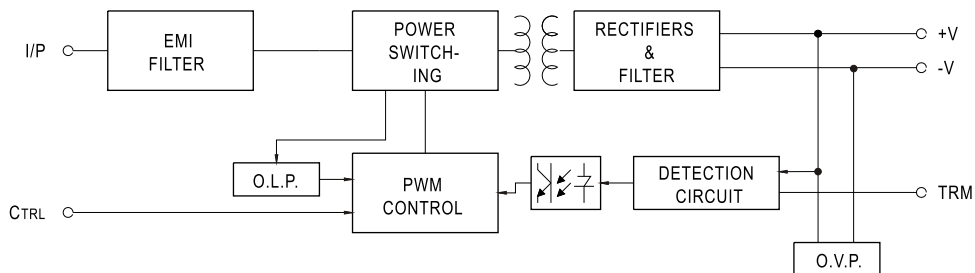 I/P
EMI
FILTER
POWER
SWITCH-
ING
RECTIFIERS
&
FILTER
+V
-V
O.L.P.
PWM
CONTROL
DETECTION
CIRCUIT
TRM
CTRL
O.V.P.